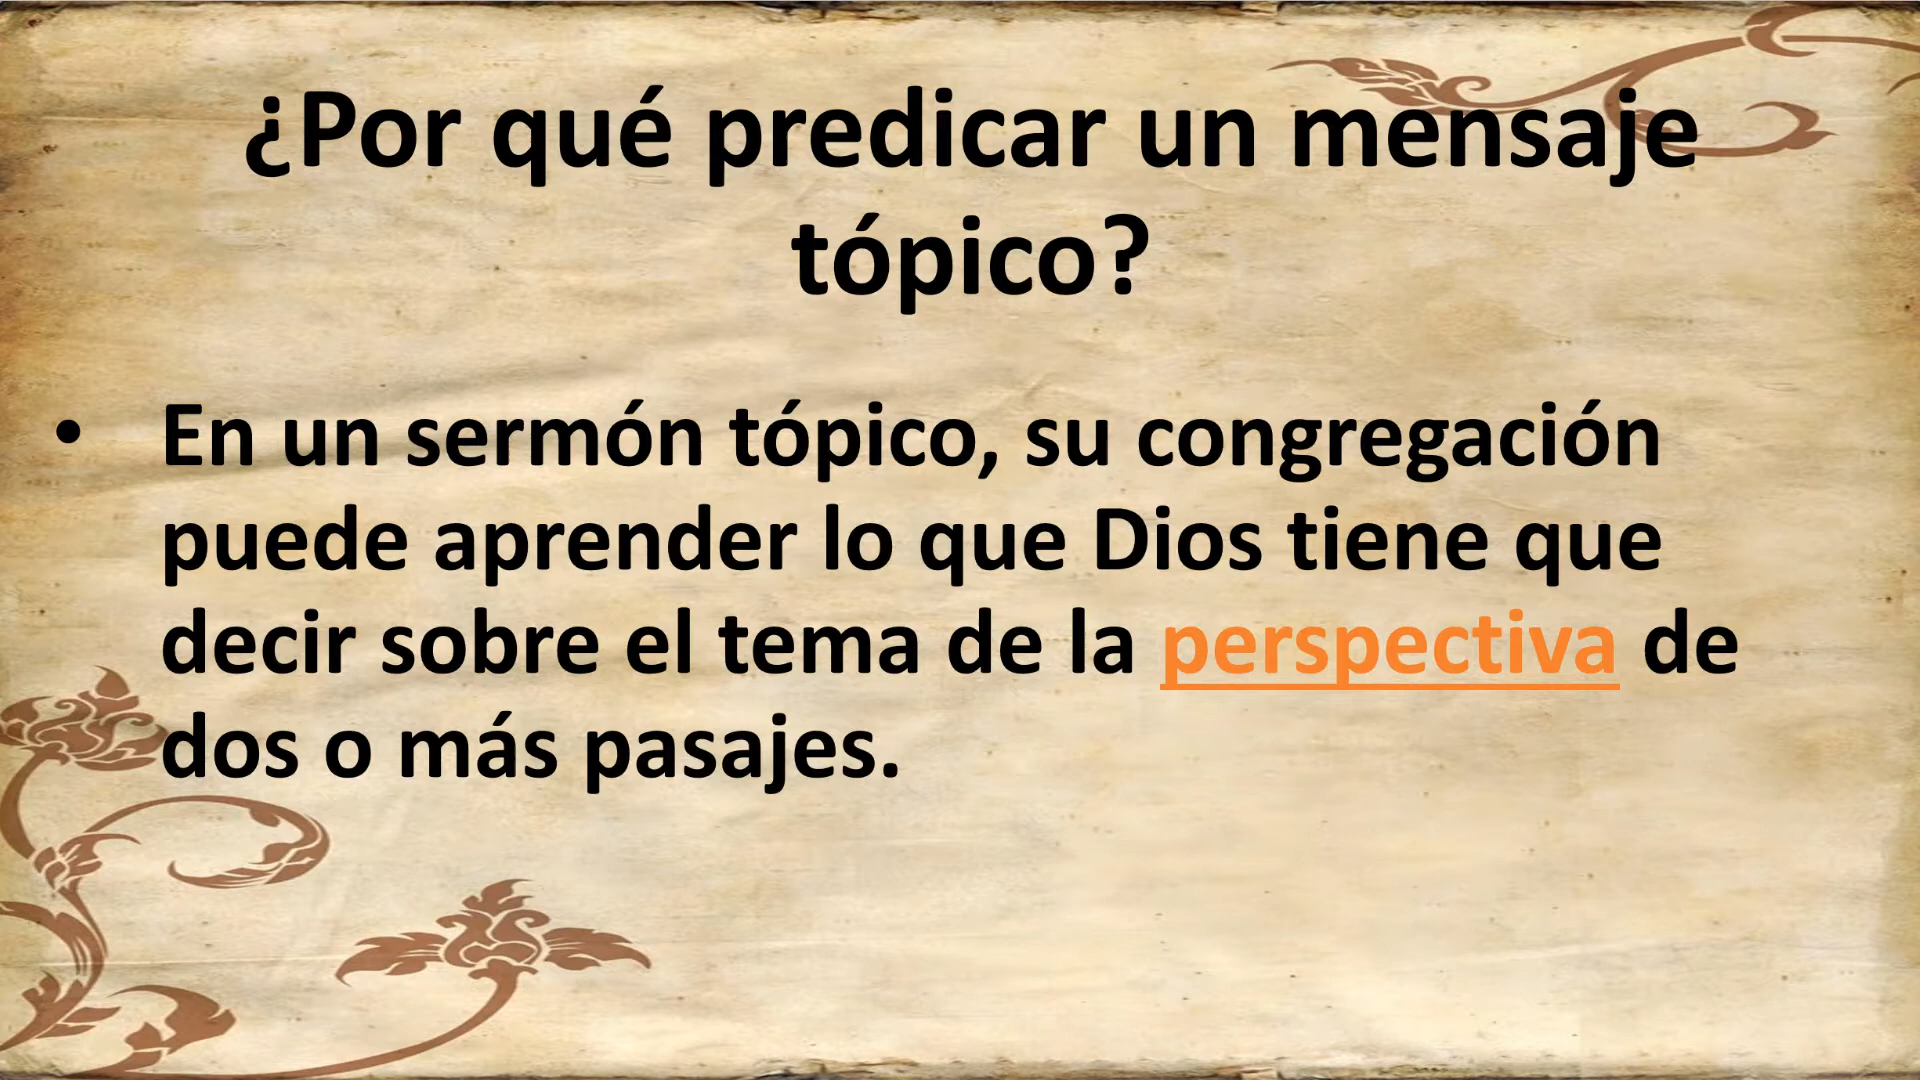 ¿Por qué predicar un mensaje
tópico?
• En un sermón tópico, su congregación
puede aprender lo que Dios tiene que
decir sobre el tema de la perspectiva de
dos o más pasajes.